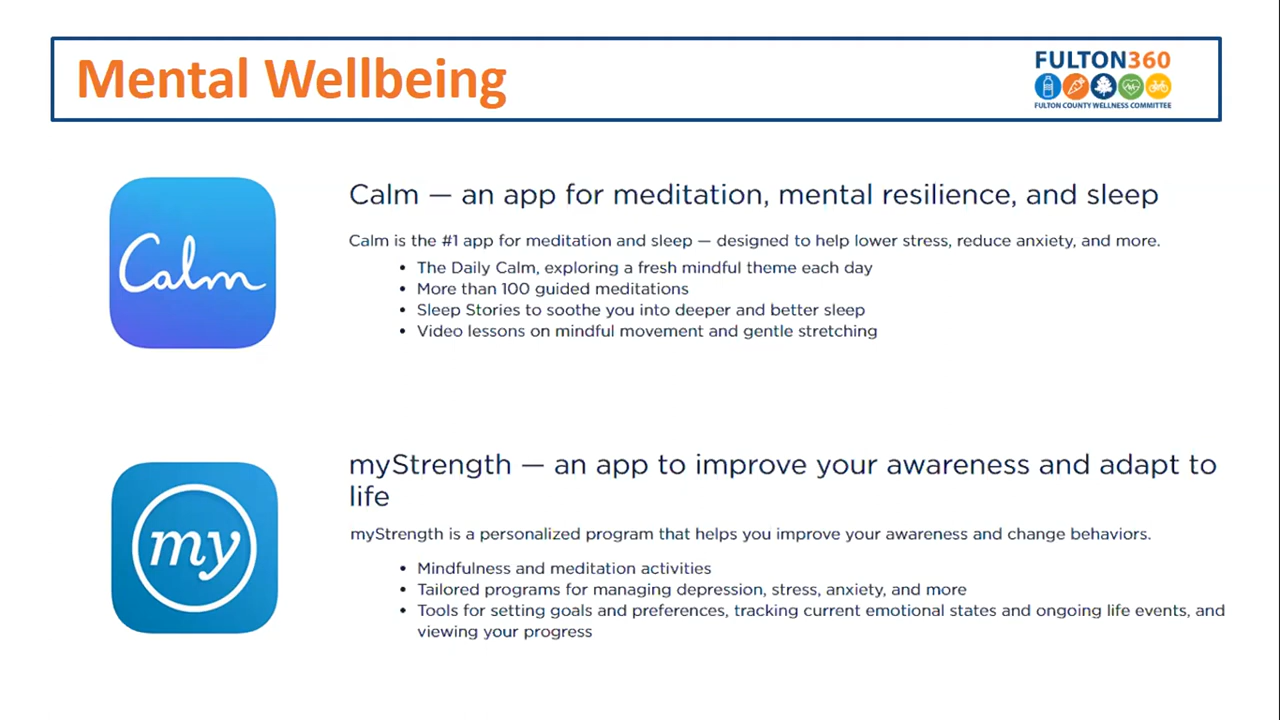 Mental Wellbeing
FULTON360
FULTON COUNTY WELLNESS COMMITTEE
Calm
Calm — an app for meditation, mental resilience, and sleep
Calm is the #1 app for meditation and sleep — designed to help lower stress, reduce anxiety, and more.
• The Daily Calm, exploring a fresh mindful theme each day
• More than 100 guided meditations
• Sleep Stories to soothe you into deeper and better sleep
• Video lessons on mindful movement and gentle stretching
my
myStrength — an app to improve your awareness and adapt to
life
myStrength is a personalized program that helps you improve your awareness and change behaviors.
• Mindfulness and meditation activities
• Tailored programs for managing depression, stress, anxiety, and more
• Tools for setting goals and preferences, tracking current emotional states and ongoing life events, and
viewing your progress